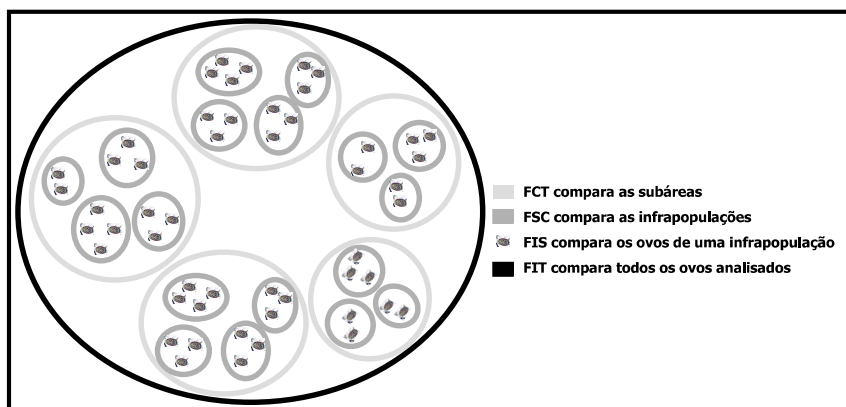 FCT compara as subáreas
FSC compara as infrapopulações
FIS compara os ovos de uma infrapopulação
FIT compara todos os ovos analisados